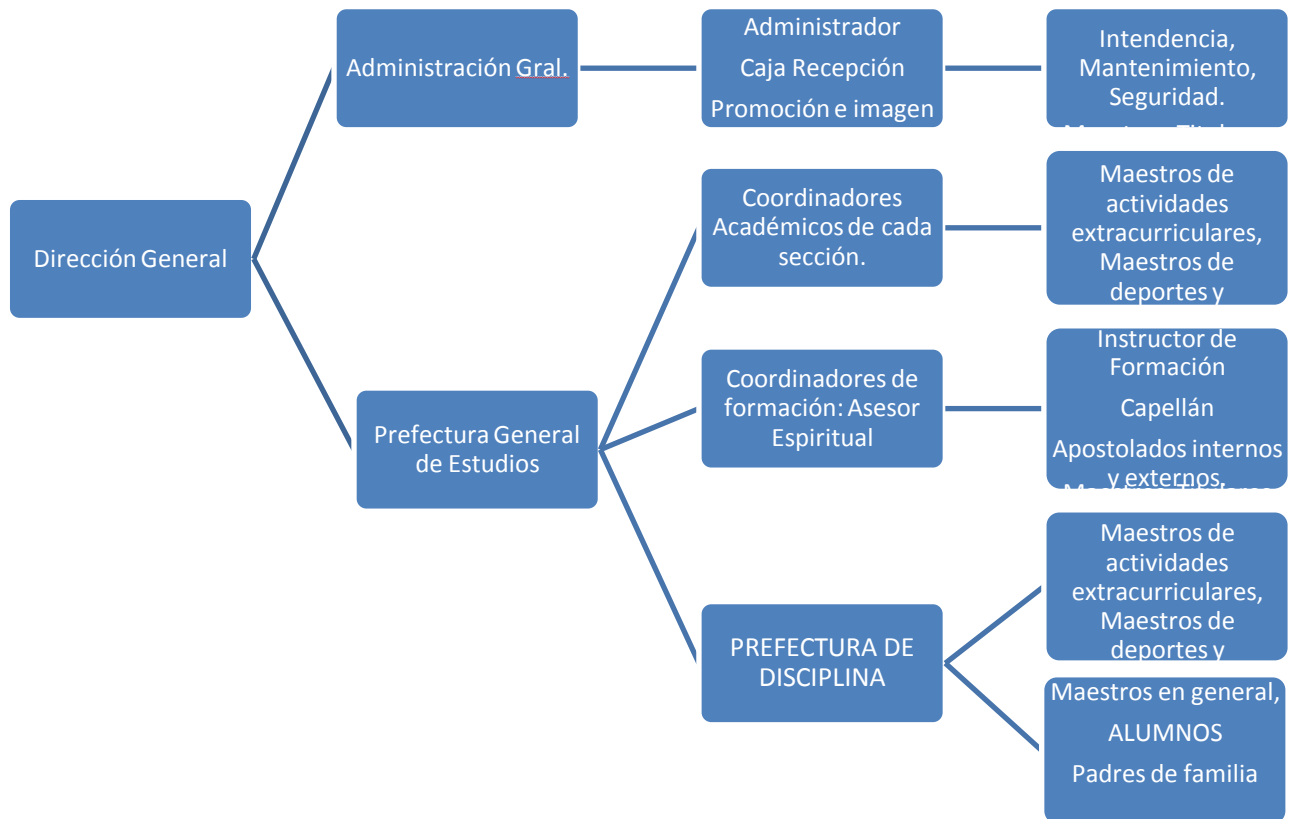 Dirección General
Administración Gral.
Prefectura General
de Estudios
Administrador
Caja Recepción
Promoción e imagen
Coordinadores
Académicos de cada
sección.
Coordinadores de
formación: Asesor
Espiritual
PREFECTURA DE
DISCIPLINA
Intendencia,
Mantenimiento,
Seguridad.
Maestros de
actividades
extracurriculares,
Maestros de
deportes y
Instructor de
Formación
Capellán
Apostolados internos
y externos.
Maestros de
actividades
extracurriculares,
Maestros de
deportes y
Maestros en general,
ALUMNOS
Padres de familia